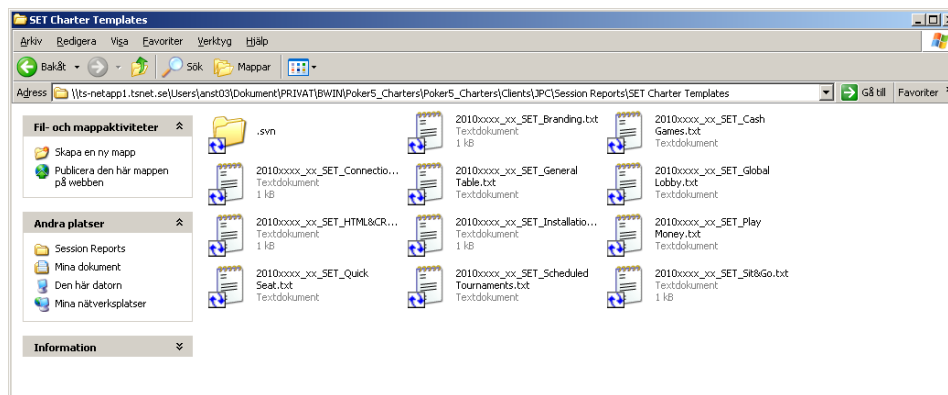 SET Charter Templates
Arkiv Redigera Visa Favoriter Verktyg Hjälp
Bakåt Sök Mappar
Adress \\ts-netapp1.tsnet.se\Users\anst03\Dokument\PRIVAT\BWIN\Poker5_Charters\Poker5_Charters\Clients\JPC\Session Reports\SET Charter Templates Gå till Favoriter
Fil- och mappaktiviteter
Skapa en ny mapp
Publicera den här mappen
på webben
Andra platser
Session Reports
Mina dokument
Den här datorn
Mina nätverksplatser
Information
.svn
2010xxxx_xx_SET_Branding.txt
Textdokument
1 kB
2010xxxx_xx_SET_Cash
Games.txt
Textdokument
2010xxxx_xx_SET_Connectio...
Textdokument
1 kB
2010xxxx_xx_SET_General
Table.txt
Textdokument
2010xxxx_xx_SET_Global
Lobby.txt
Textdokument
2010xxxx_xx_SET_HTML&CR...
Textdokument
1 kB
2010xxxx_xx_SET_Installatio...
Textdokument
1 kB
2010xxxx_xx_SET_Play
Money.txt
Textdokument
2010xxxx_xx_SET_Quick
Seat.txt
Textdokument
2010xxxx_xx_SET_Scheduled
Tournaments.txt
Textdokument
2010xxxx_xx_SET_Sit&Go.txt
Textdokument
1 kB